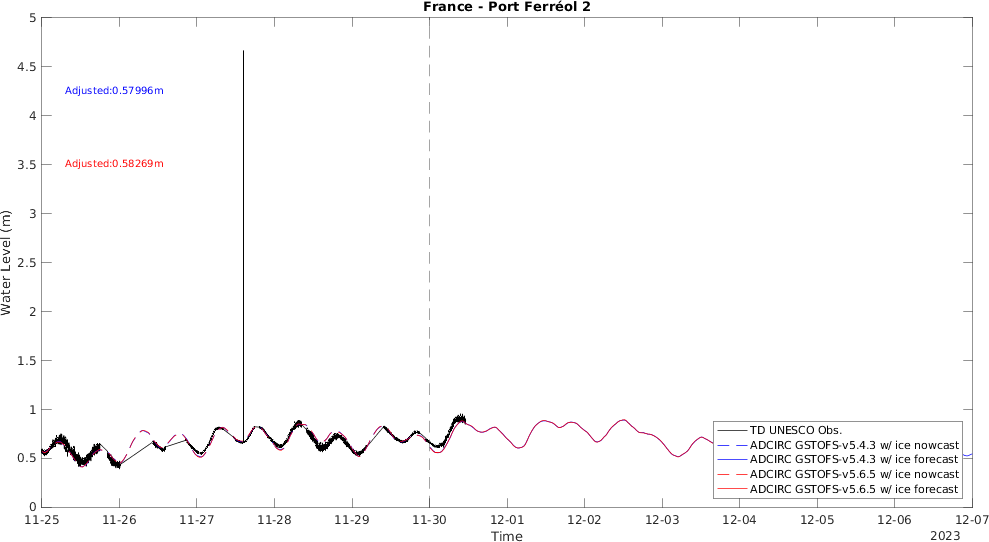 France - Port Ferréol 2
5
4.5
4
3.5
3
2.5
2
1.5
1
0.5
0
Water Level (m)
Adjusted:0.57996m
Adjusted:0.58269m
TD UNESCO Obs.
ADCIRC GSTOFS-v5.4.3 w/ ice nowcast
ADCIRC GSTOFS-v5.4.3 w/ ice forecast
ADCIRC GSTOFS-v5.6.5 w/ ice nowcast
ADCIRC GSTOFS-v5.6.5 w/ ice forecast
11-25 11-26 11-27 11-28 11-29 11-30 12-01 12-02 12-03 12-04 12-05 12-06 12-07
Time
2023